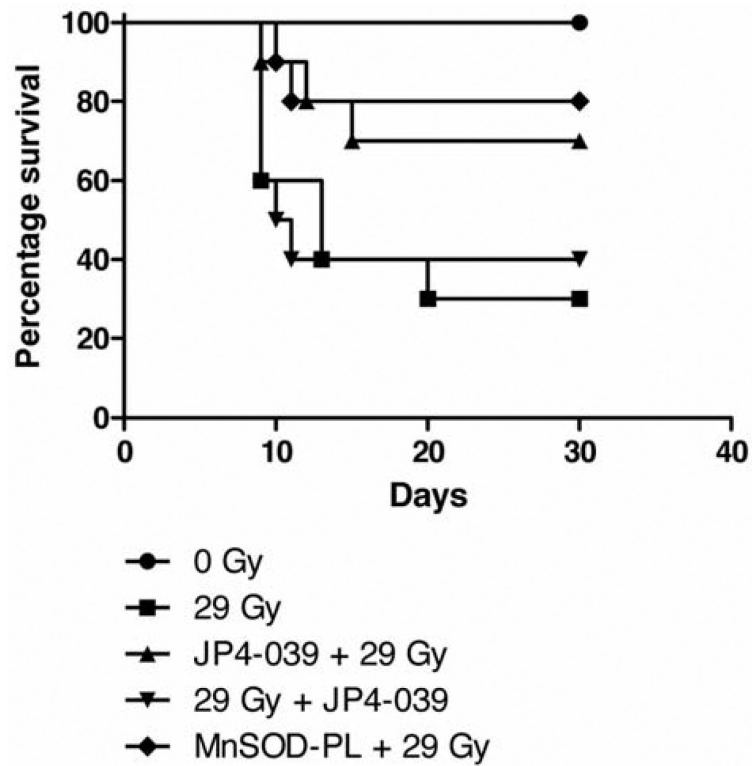 Percentage survival
100
80
60
40
20
0
0 10 20 30 40
Days
0 Gy
29 Gy
JP4-039 + 29 Gy
29 Gy + JP4-039
MnSOD-PL + 29 Gy